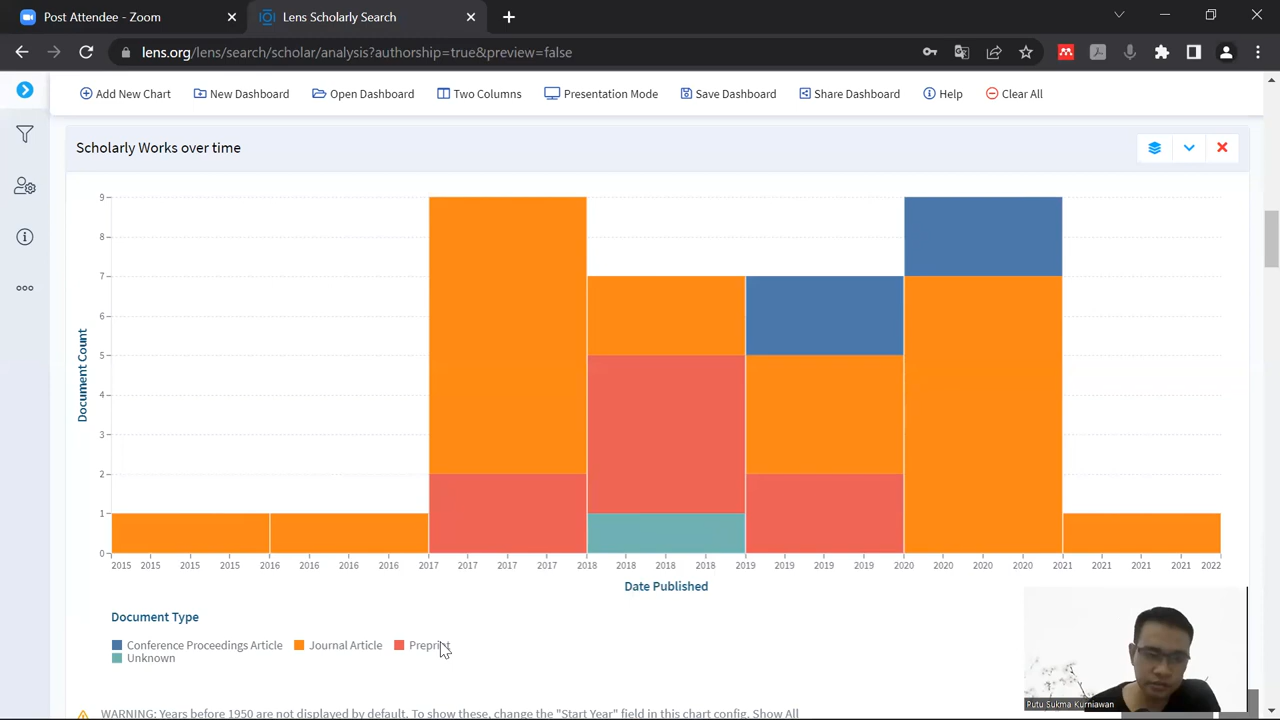 Post Attendee - Zoom
Lens Scholarly Search
lens.org/lens/search/scholar/analysis?authorship=true&preview=false
Add New Chart New Dashboard Open Dashboard Two Columns Presentation Mode Save Dashboard Share Dashboard Help Clear All
Scholarly Works over time
9
8
7
6
5
4
3
2
1
0
Document Count
2015 2015 2015 2015 2016 2016 2016 2016 2017 2017 2017 2017 2018 2018 2018 2018 2019 2019 2019 2019 2020 2020 2020 2020 2021 2021 2021 2021 2022
Date Published
Document Type
Conference Proceedings Article Journal Article Preprint
Unknown
Putu Sukma Kurniawan
WARNING: Years before 1950 are not displayed by default. To show these, change the "Start Year" field in this chart config. Show All